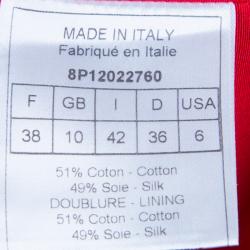 MADE IN ITALY
Fabriqué en Italie
8P12022760
F GB I D USA
38 10 42 36 6
51% Coton - Cotton
49% Soie - Silk
DOUBLURE - LINING
51% Coton - Cotton
49% Soie - Silk